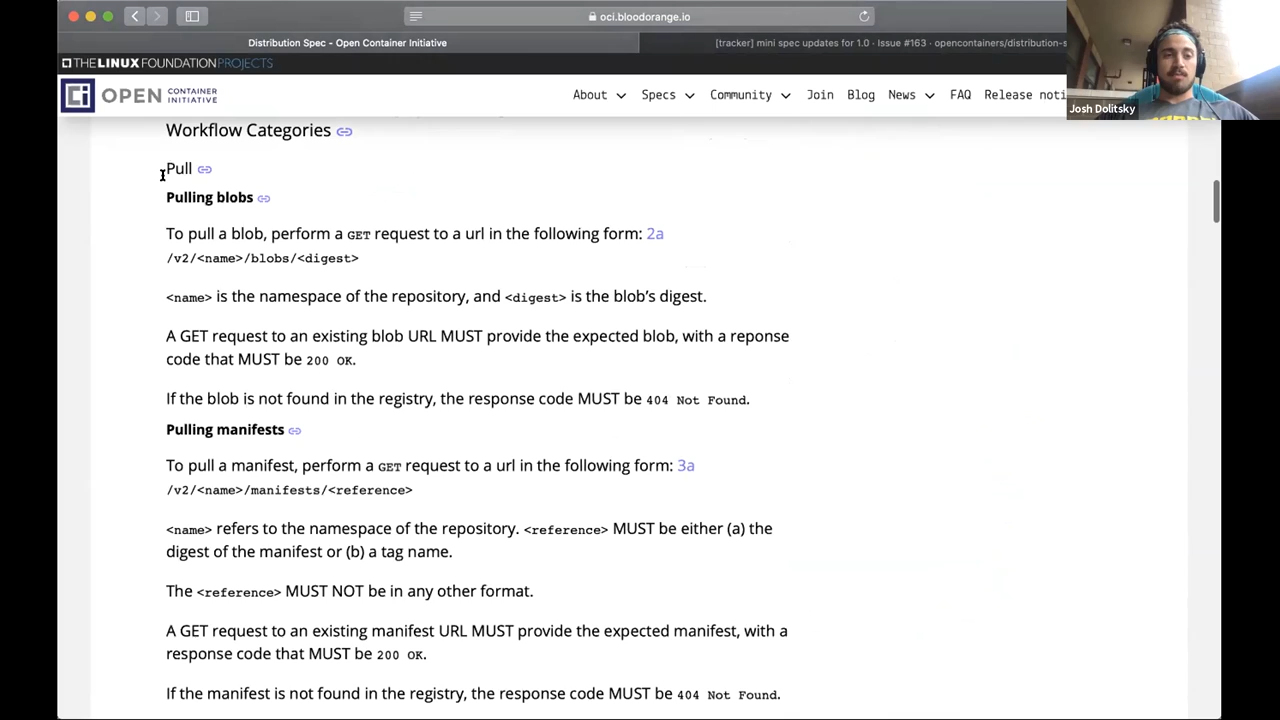 oci.bloodorange.io
Distribution Spec - Open Container Initiative
[tracker] mini spec updates for 1.0 · Issue #163 · opencontainers/distribution-s
THE LINUX FOUNDATION PROJECTS
OPEN CONTAINER INITIATIVE
About Specs Community Join Blog News FAQ Release noti
Josh Dolitsky
Workflow Categories
Pull
Pulling blobs
To pull a blob, perform a GET request to a url in the following form: 2a
/v2/<name>/blobs/<digest>
<name> is the namespace of the repository, and <digest> is the blob’s digest.
A GET request to an existing blob URL MUST provide the expected blob, with a reponse
code that MUST be 200 OK.
If the blob is not found in the registry, the response code MUST be 404 Not Found.
Pulling manifests
To pull a manifest, perform a GET request to a url in the following form: 3a
/v2/<name>/manifests/<reference>
<name> refers to the namespace of the repository. <reference> MUST be either (a) the
digest of the manifest or (b) a tag name.
The <reference> MUST NOT be in any other format.
A GET request to an existing manifest URL MUST provide the expected manifest, with a
response code that MUST be 200 OK.
If the manifest is not found in the registry, the response code MUST be 404 Not Found.